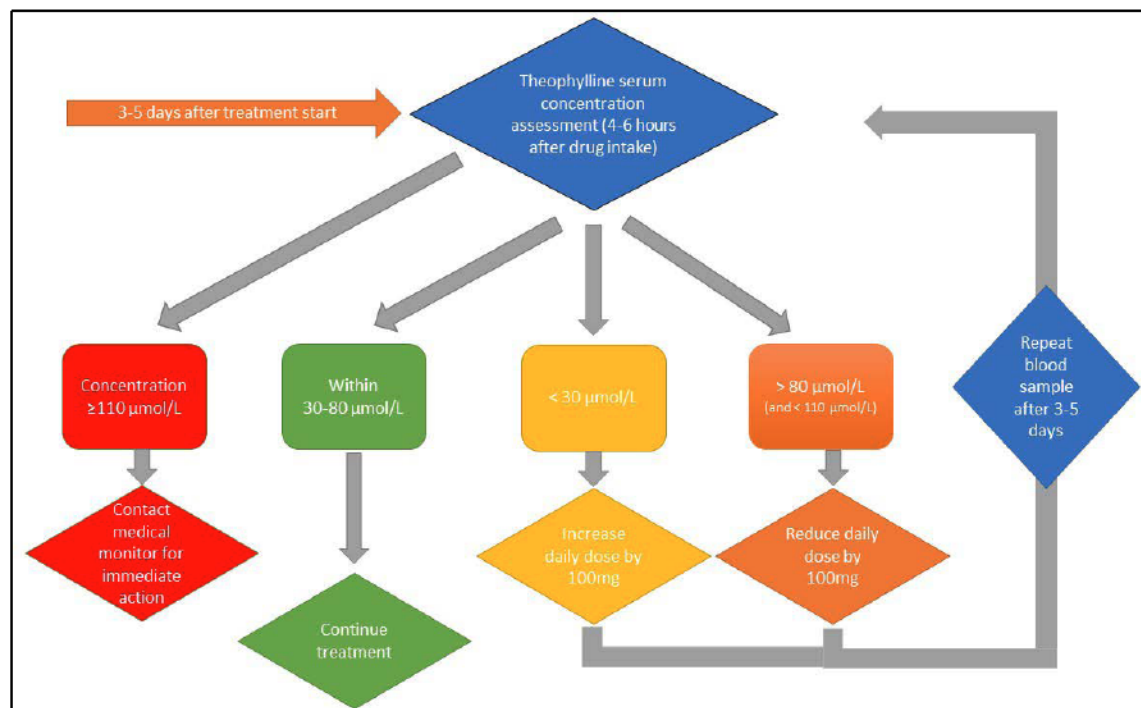 3-5 days after treatment start
Theophylline serum
concentration
assessment (4-6 hours
after drug intake)
Concentration
≥110 µmol/L
Within
30-80 µmol/L
< 30 µmol/L
> 80 µmol/L
(and < 110 µmol/L)
Repeat
blood
sample
after 3-5
days
Contact
medical
monitor for
immediate
action
Continue
treatment
Increase
daily dose by
100mg
Reduce daily
dose by
100mg